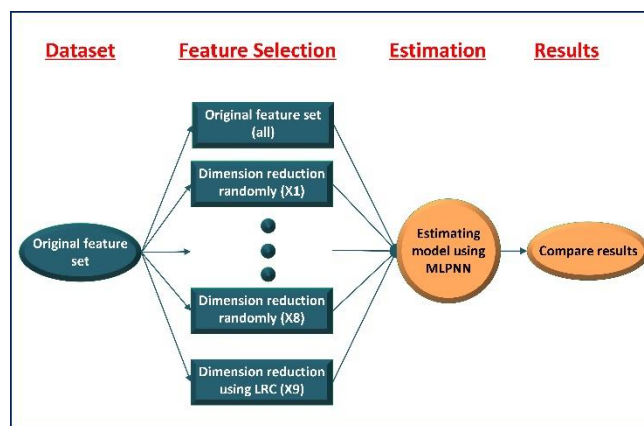 Dataset
Feature Selection
Estimation
Results
Original feature set
(all)
Dimension reduction
randomly (X1)
Original feature
set
Estimating
model using
MLPNN
Compare results
Dimension reduction
randomly (X8)
Dimension reduction
using LRC (X9)